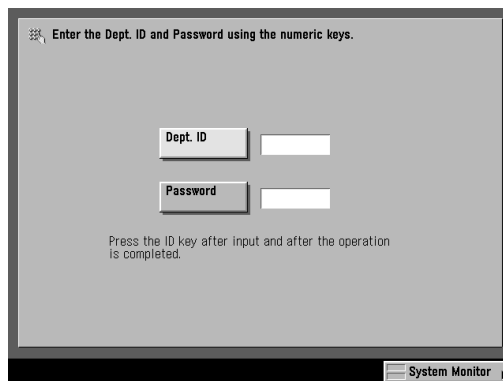 Enter the Dept. ID and Password using the numeric keys.
Dept. ID
Password
Press the ID key after input and after the operation
is completed.
System Monitor